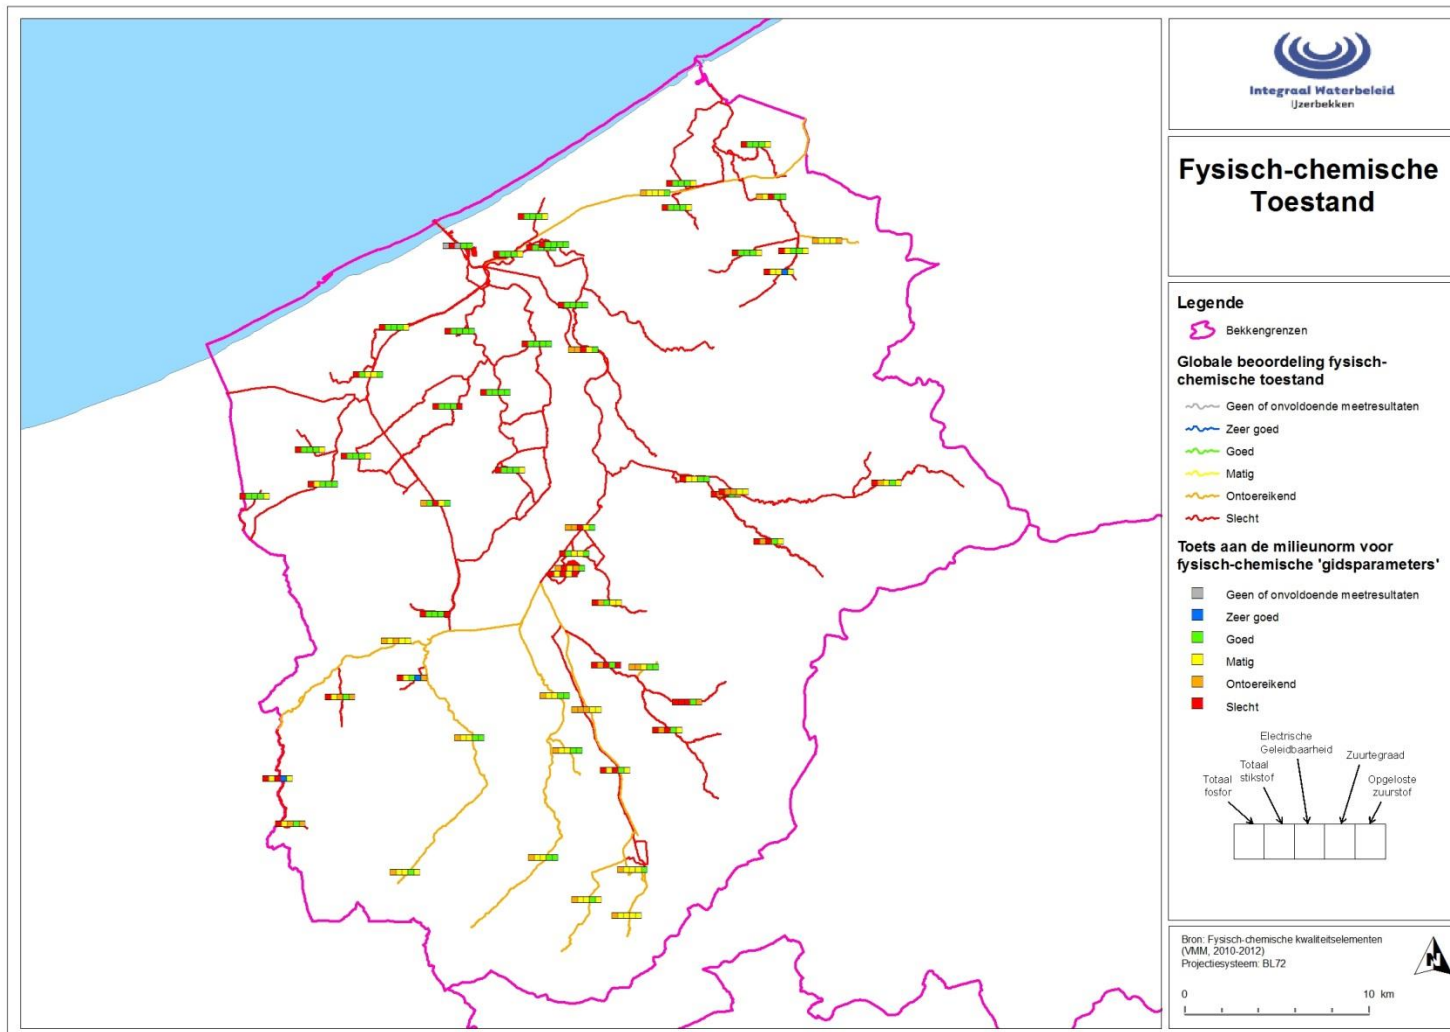 Integraal Waterbeleid
IJzerbekken
Fysisch-chemische
Toestand
Legende
Bekkengrenzen
Globale beoordeling fysisch-
chemische toestand
Geen of onvoldoende meetresultaten
Zeer goed
Goed
Matig
Ontoereikend
Slecht
Toets aan de milieunorm voor
fysisch-chemische 'gidsparameters'
Geen of onvoldoende meetresultaten
Zeer goed
Goed
Matig
Ontoereikend
Slecht
Electrische
Geleidbaarheid
Totaal
stikstof
Zuurtegraad
Totaal
fosfor
Opgeloste
zuurstof
Bron: Fysisch-chemische kwaliteitselementen
(VMM, 2010-2012)
Projectiesysteem: BL72
N
0 10 km